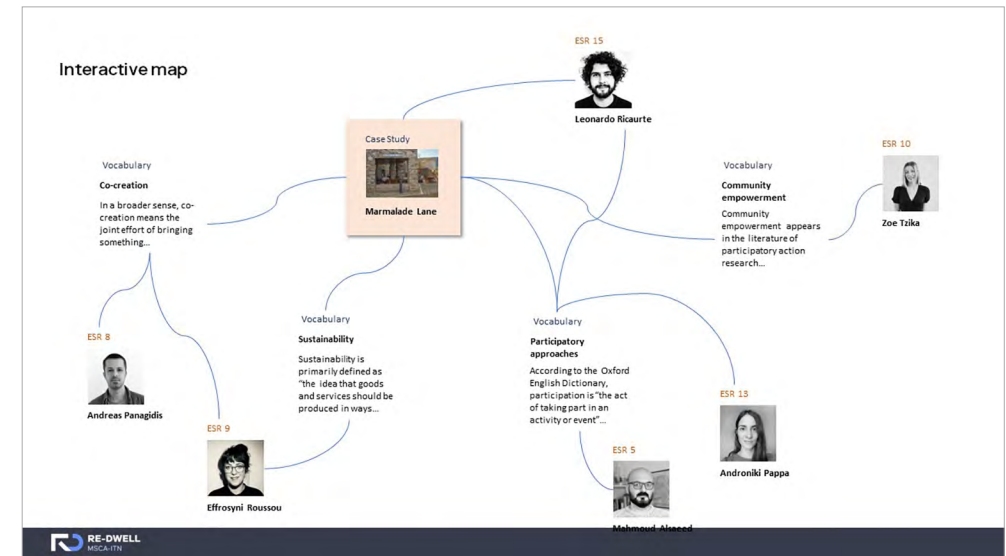 Interactive map
ESR 15
Leonardo Ricaurte
Case Study
Marmalade Lane
Vocabulary
Co-creation
In a broader sense, co-
creation means the
joint effort of bringing
something...
Vocabulary
Community
empowerment
Community
empowerment appears
in the literature of
participatory action
research...
ESR 10
Zoe Tzika
ESR 8
Andreas Panagidis
ESR 9
Effrosyni Roussou
Vocabulary
Sustainability
Sustainability is
primarily defined as
"the idea that goods
and services should be
produced in ways...
Vocabulary
Participatory
approaches
According to the Oxford
English Dictionary,
participation is "the act
of taking part in an
activity or event"...
ESR 5
Mahmoud Alsaeed
ESR 13
Androniki Pappa
RE-DWELL
MSCA-ITN